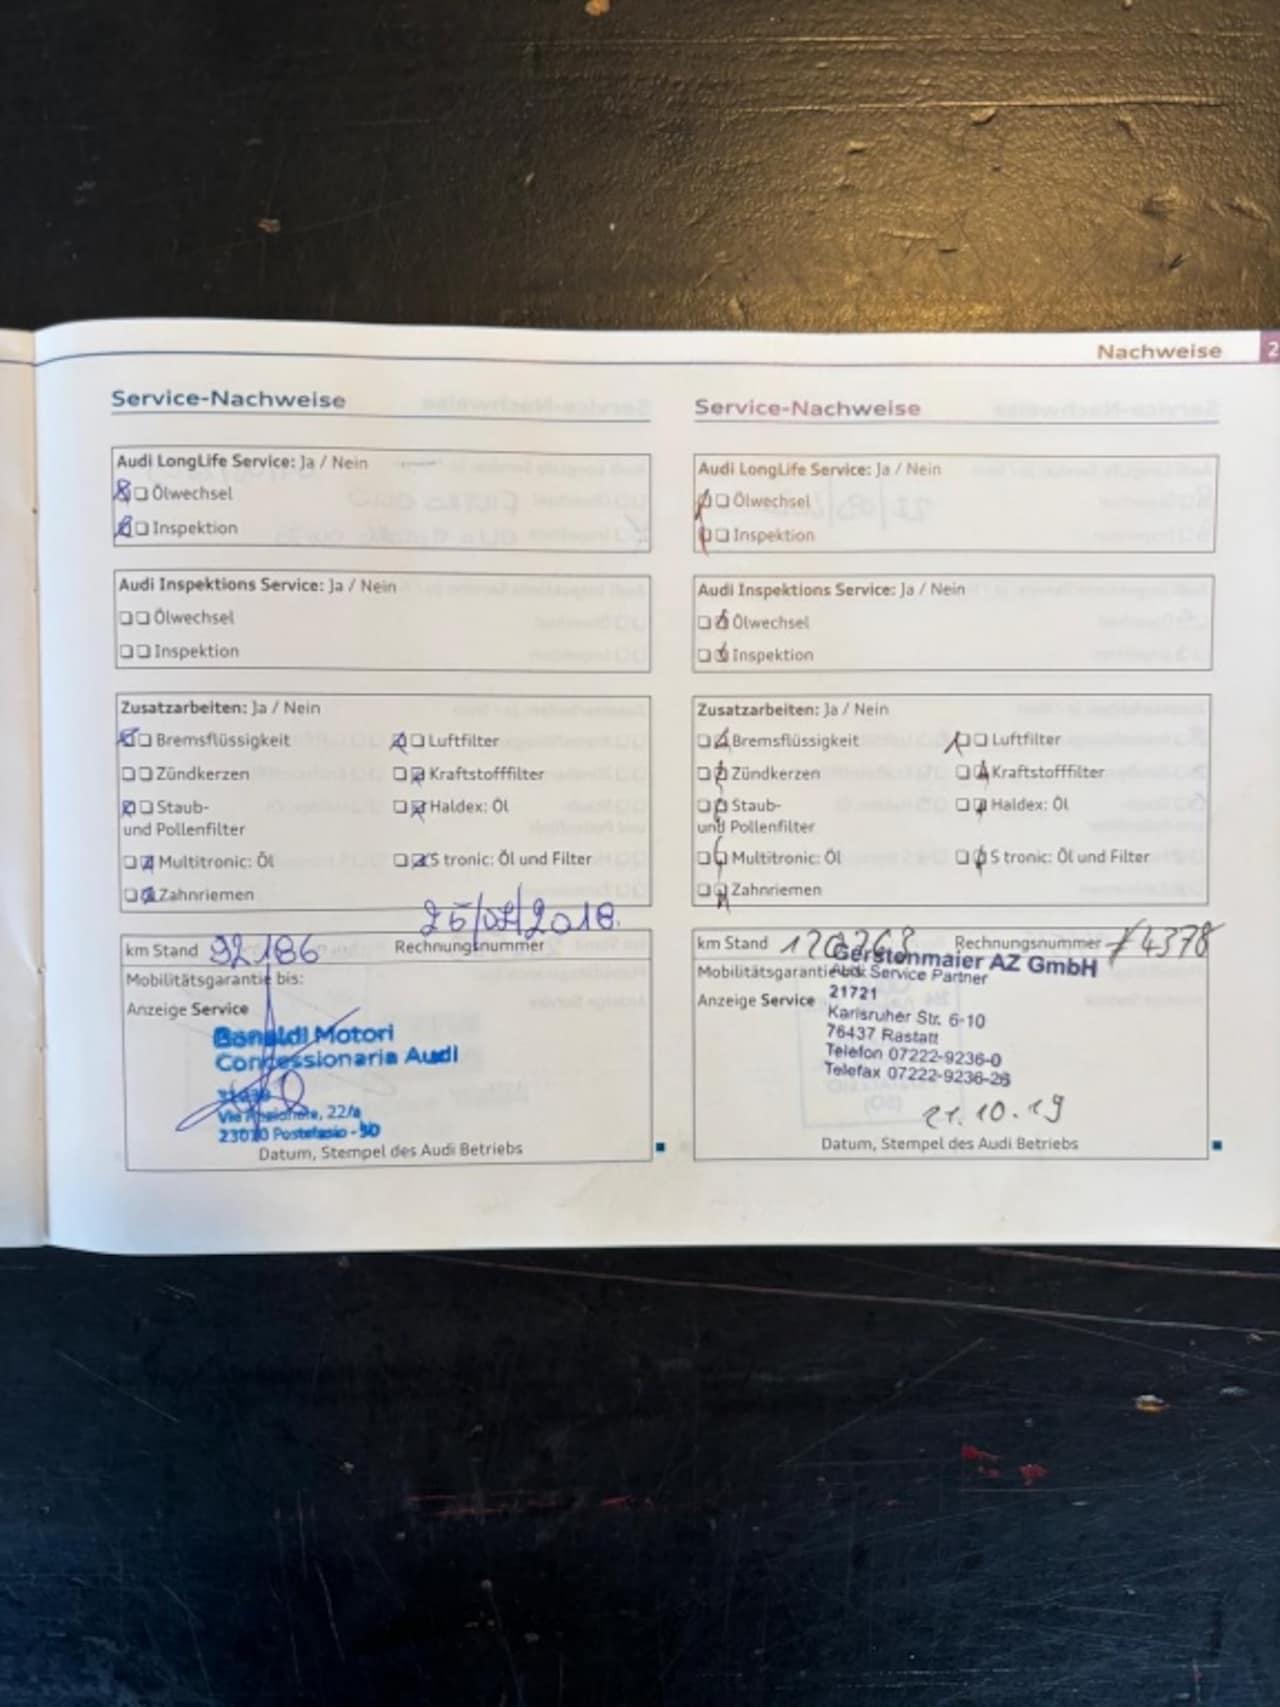 Nachweise 2
Service-Nachweise
Audi LongLife Service: Ja / Nein
Ölwechsel
Inspektion
Audi Inspektions Service: Ja / Nein
Ölwechsel
Inspektion
Zusatzarbeiten: Ja / Nein
Bremsflüssigkeit Luftfilter
Zündkerzen Kraftstofffilter
Staub- Haldex: Öl
und Pollenfilter
Multitronic: Öl S tronic: Öl und Filter
Zahnriemen
km Stand 92186 Rechnungsnummer
Mobilitätsgarantie bis:
Anzeige Service
Motori
Concessionaria Audi
22/a
Datum, Stempel des Audi Betriebs
Service-Nachweise
Audi LongLife Service: Ja / Nein
Ölwechsel
Inspektion
Audi Inspektions Service: Ja / Nein
Ölwechsel
Inspektion
Zusatzarbeiten: Ja / Nein
Bremsflüssigkeit Luftfilter
Zündkerzen Kraftstofffilter
Staub- Haldex: Öl
und Pollenfilter
Multitronic: Öl S tronic: Öl und Filter
Zahnriemen
km Stand Rechnungsnummer
Gerstenmaier AZ GmbH
Mobilitätsgarantie
Audi Service Partner
Anzeige Service
21721
Karlsruher Str. 6-10
76437 Rastatt
Telefon 07222-9236-0
Telefax 07222-9236-26
21.10.19
Datum, Stempel des Audi Betriebs